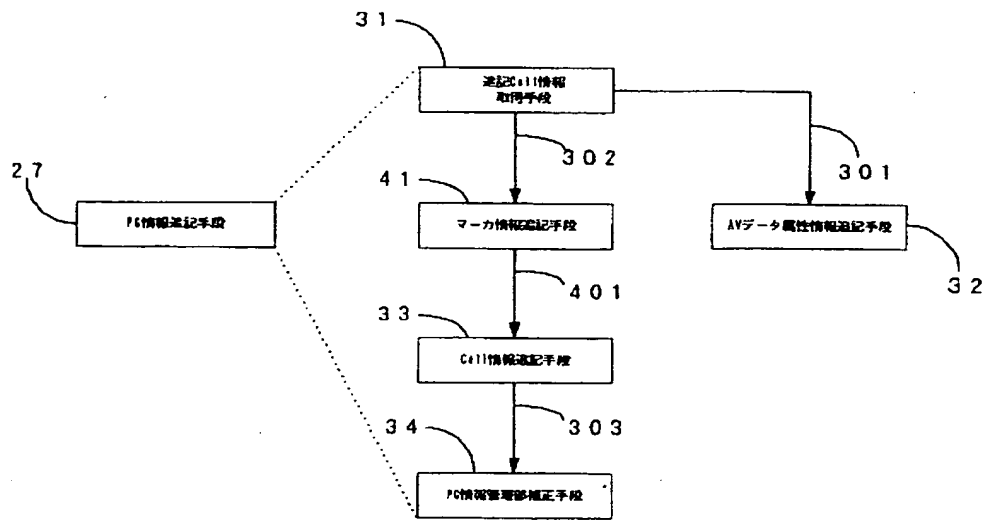 31
追記Cell情報
取得手段
302
301
27
41
PG情報追記手段
マーカ情報追記手段
AVデータ属性情報追記手段
401
32
33
Cell情報追記手段
303
34
PG情報管理部補正手段